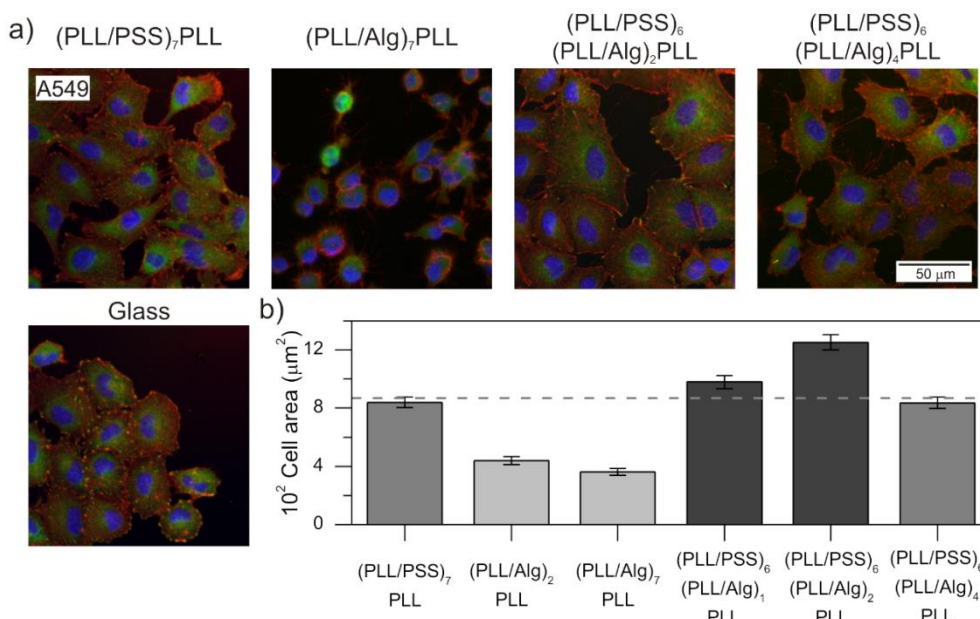 a)
(PLL/PSS)₇PLL
(PLL/Alg)₇PLL
(PLL/PSS)₆
(PLL/Alg)₂PLL
(PLL/PSS)₆
(PLL/Alg)₄PLL
A549
50 μm
Glass
b)
10² Cell area (μm²)
12
8
4
0
(PLL/PSS)₇
PLL
(PLL/Alg)₂
PLL
(PLL/Alg)₇
PLL
(PLL/PSS)₆
(PLL/Alg)₁
PLL
(PLL/PSS)₆
(PLL/Alg)₂
PLL
(PLL/PSS)₆
(PLL/Alg)₄
PLL